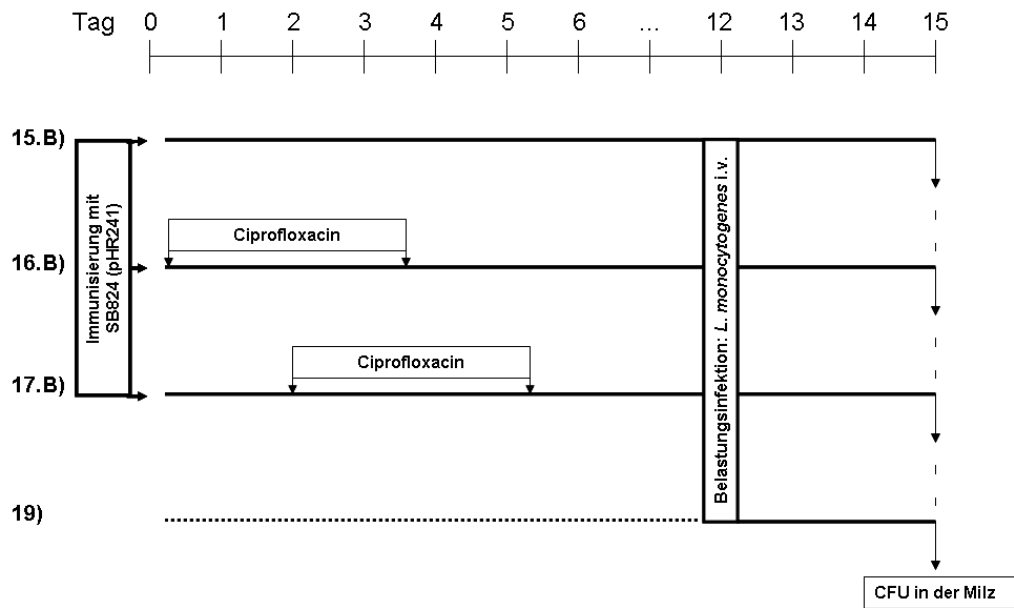 Tag 0 1 2 3 4 5 6 ... 12 13 14 15
15.B)
Immunisierung mit
SB824 (pHR241)
Belastungsinfektion: L. monocytogenes i.v.
Ciprofloxacin
16.B)
Ciprofloxacin
17.B)
19)
CFU in der Milz